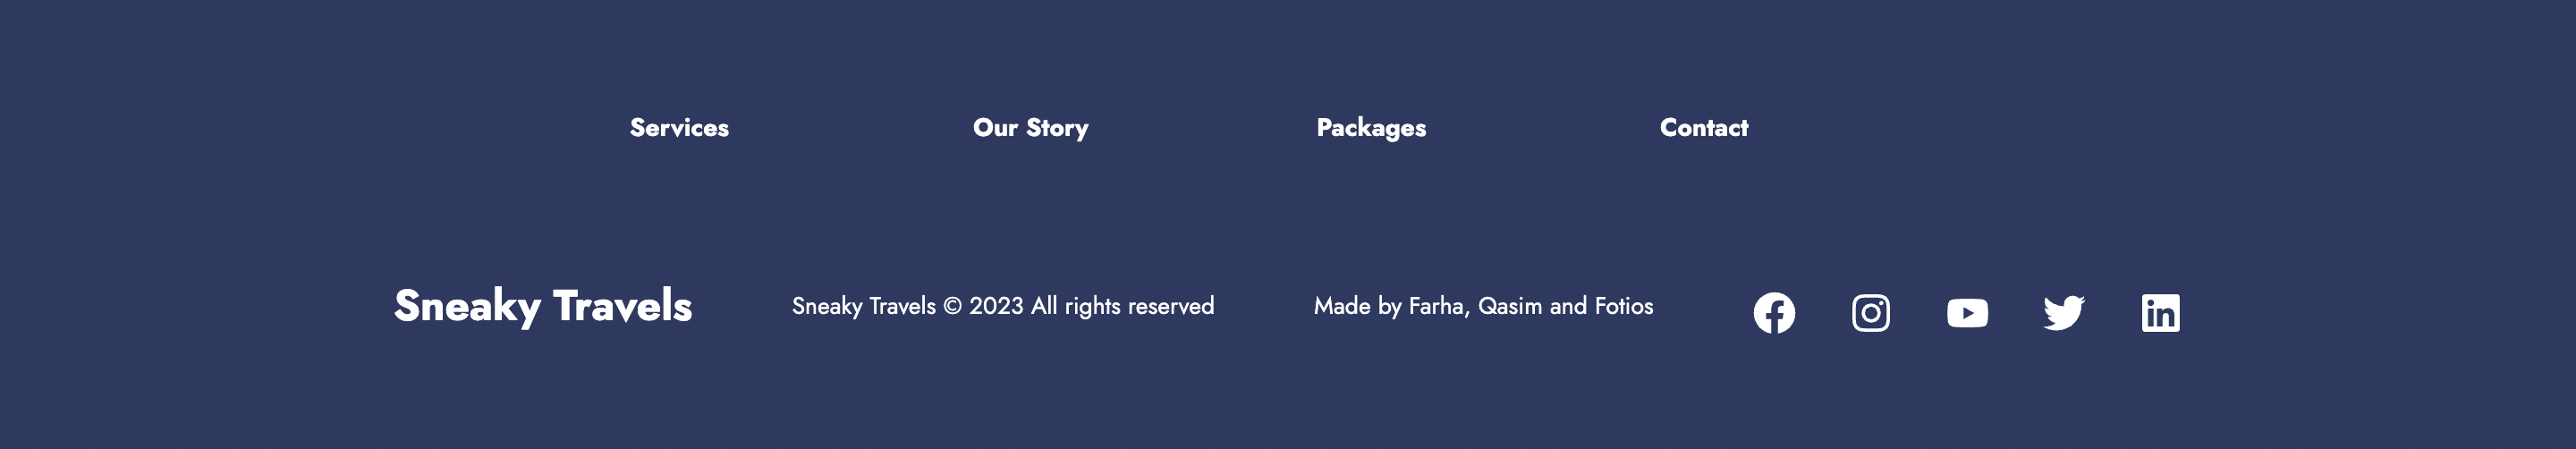 Services Our Story Packages Contact
Sneaky Travels Sneaky Travels © 2023 All rights reserved Made by Farha, Qasim and Fotios